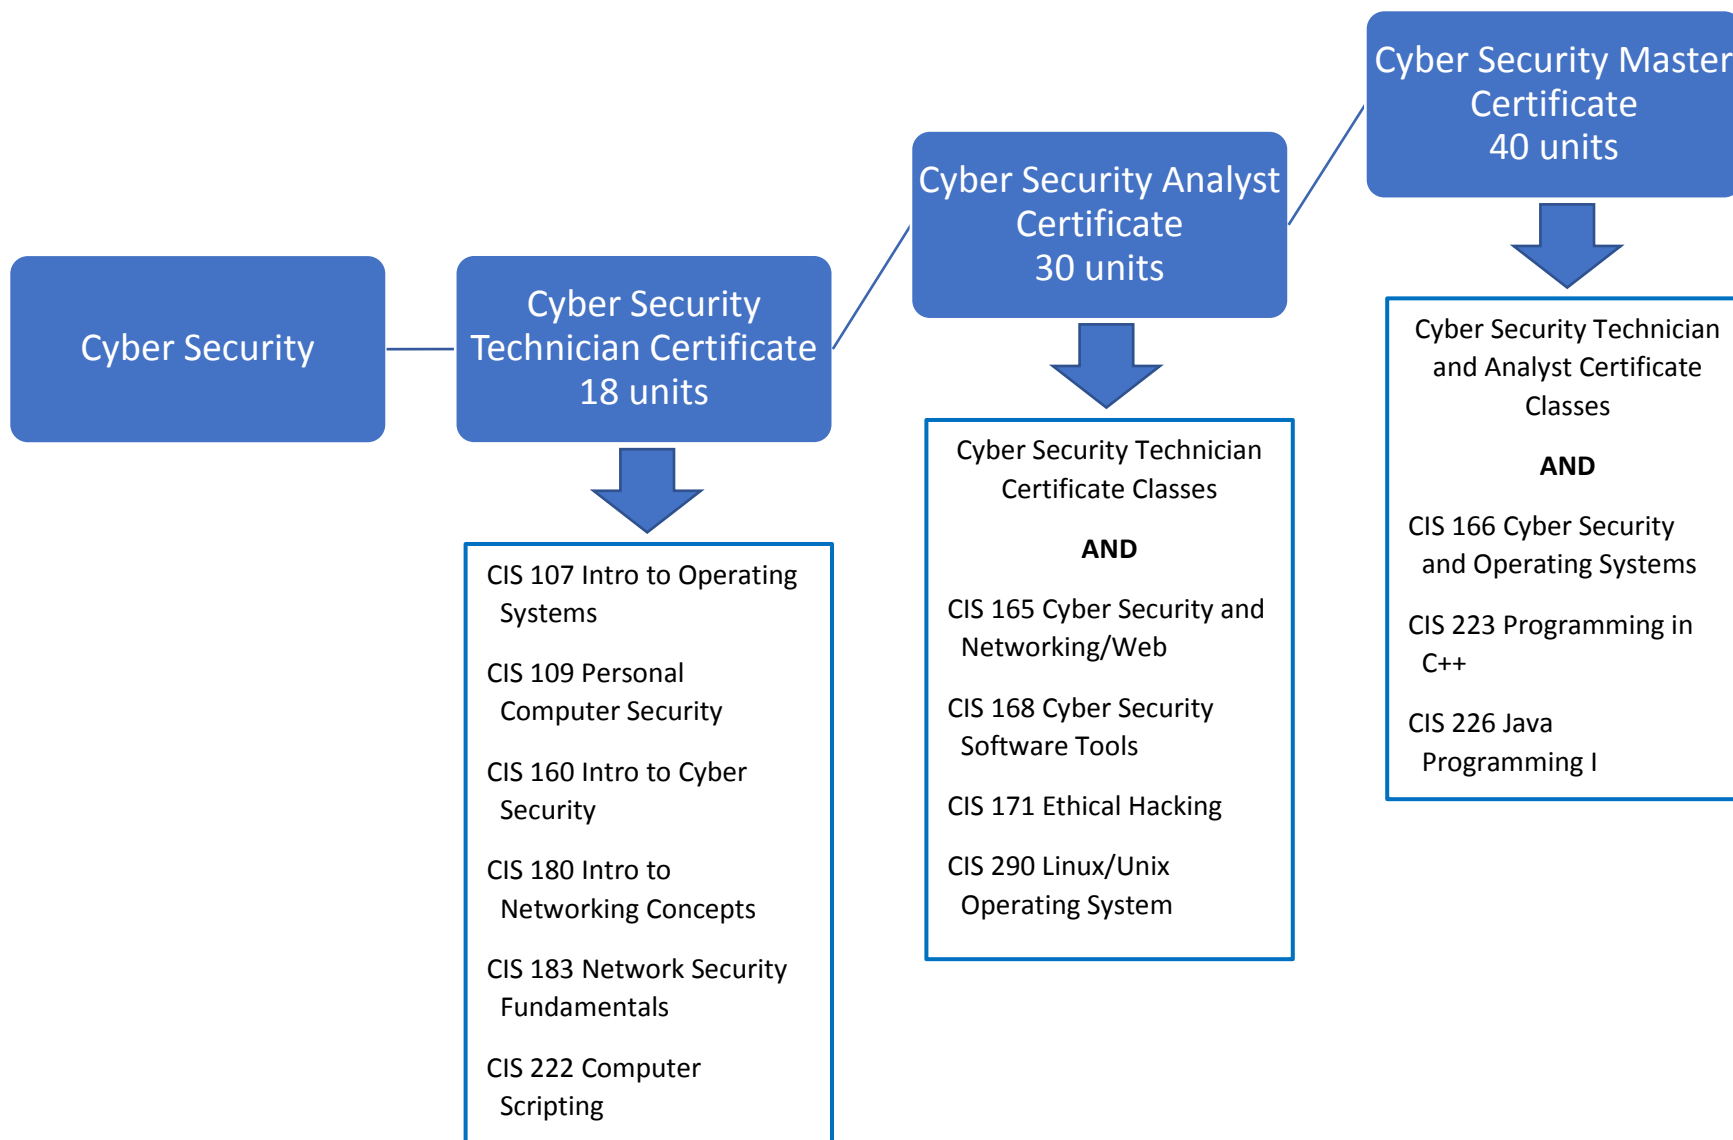 Cyber Security
Cyber Security
Technician Certificate
18 units
CIS 107 Intro to Operating
Systems
CIS 109 Personal
Computer Security
CIS 160 Intro to Cyber
Security
CIS 180 Intro to
Networking Concepts
CIS 183 Network Security
Fundamentals
CIS 222 Computer
Scripting
Cyber Security Analyst
Certificate
30 units
Cyber Security Technician
Certificate Classes
AND
CIS 165 Cyber Security and
Networking/Web
CIS 168 Cyber Security
Software Tools
CIS 171 Ethical Hacking
CIS 290 Linux/Unix
Operating System
Cyber Security Master
Certificate
40 units
Cyber Security Technician
and Analyst Certificate
Classes
AND
CIS 166 Cyber Security
and Operating Systems
CIS 223 Programming in
C++
CIS 226 Java
Programming I